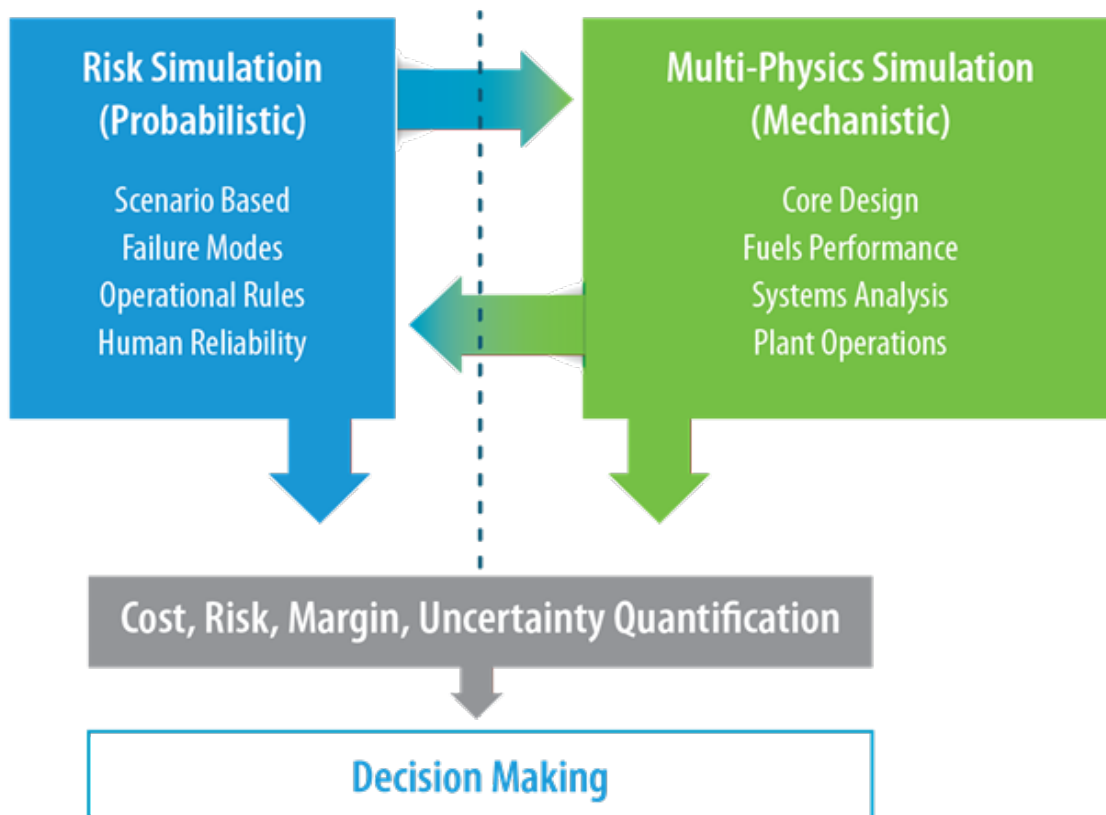 Risk Simulatioin
(Probabilistic)
Scenario Based
Failure Modes
Operational Rules
Human Reliability
Multi-Physics Simulation
(Mechanistic)
Core Design
Fuels Performance
Systems Analysis
Plant Operations
Cost, Risk, Margin, Uncertainty Quantification
Decision Making